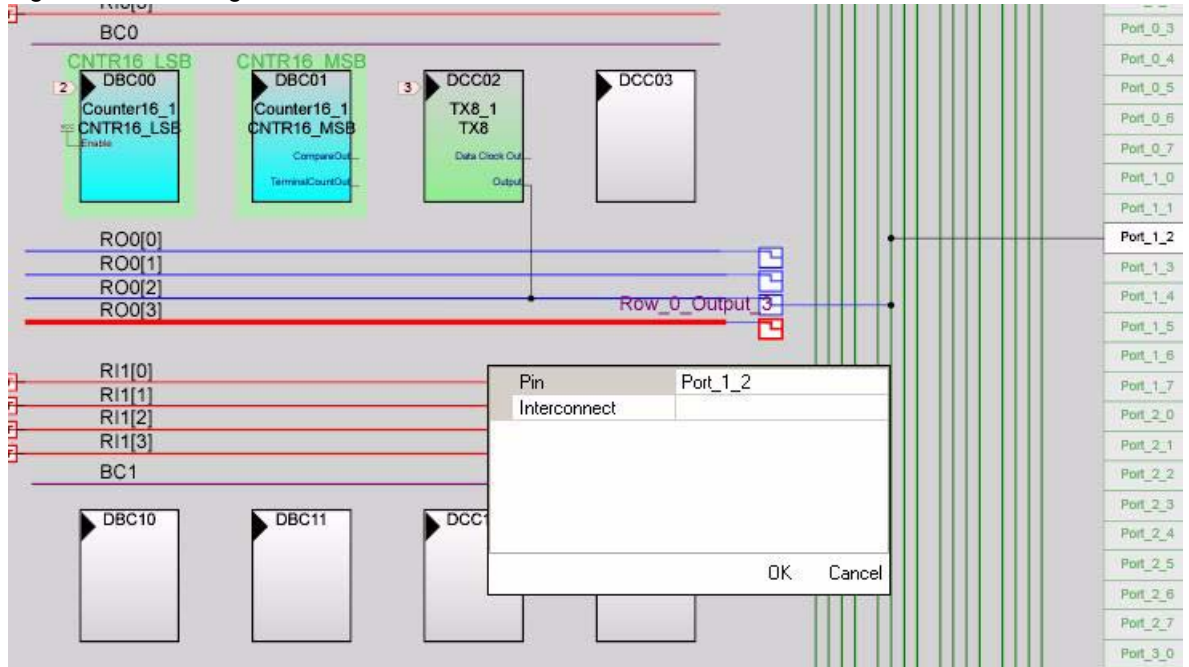 BC0
CNTR16_LSB
CNTR16_MSB
2
DBC00
Counter16_1
CNTR16_LSB
VCC
Enable
DBC01
Counter16_1
CNTR16_MSB
CompareOut
TerminalCountOut
3
DCC02
TX8_1
TX8
Data Clock Out
Output
DCC03
RO0[0]
RO0[1]
RO0[2]
RO0[3]
Row_0_Output_3
RI1[0]
RI1[1]
RI1[2]
RI1[3]
BC1
DBC10
DBC11
DCC1
Pin Port_1_2
Interconnect
OK Cancel
Port_0_3
Port_0_4
Port_0_5
Port_0_6
Port_0_7
Port_1_0
Port_1_1
Port_1_2
Port_1_3
Port_1_4
Port_1_5
Port_1_6
Port_1_7
Port_2_0
Port_2_1
Port_2_2
Port_2_3
Port_2_4
Port_2_5
Port_2_6
Port_2_7
Port_3_0